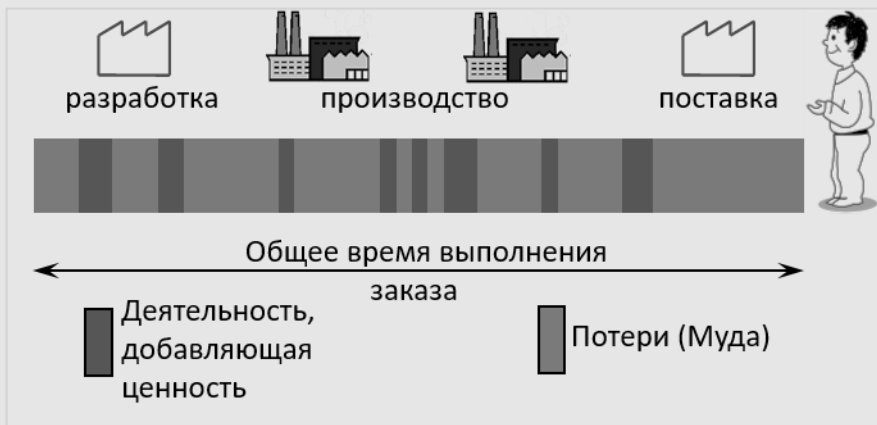 разработка
производство
поставка
Общее время выполнения
заказа
Деятельность,
добавляющая
ценность
Потери (Муда)